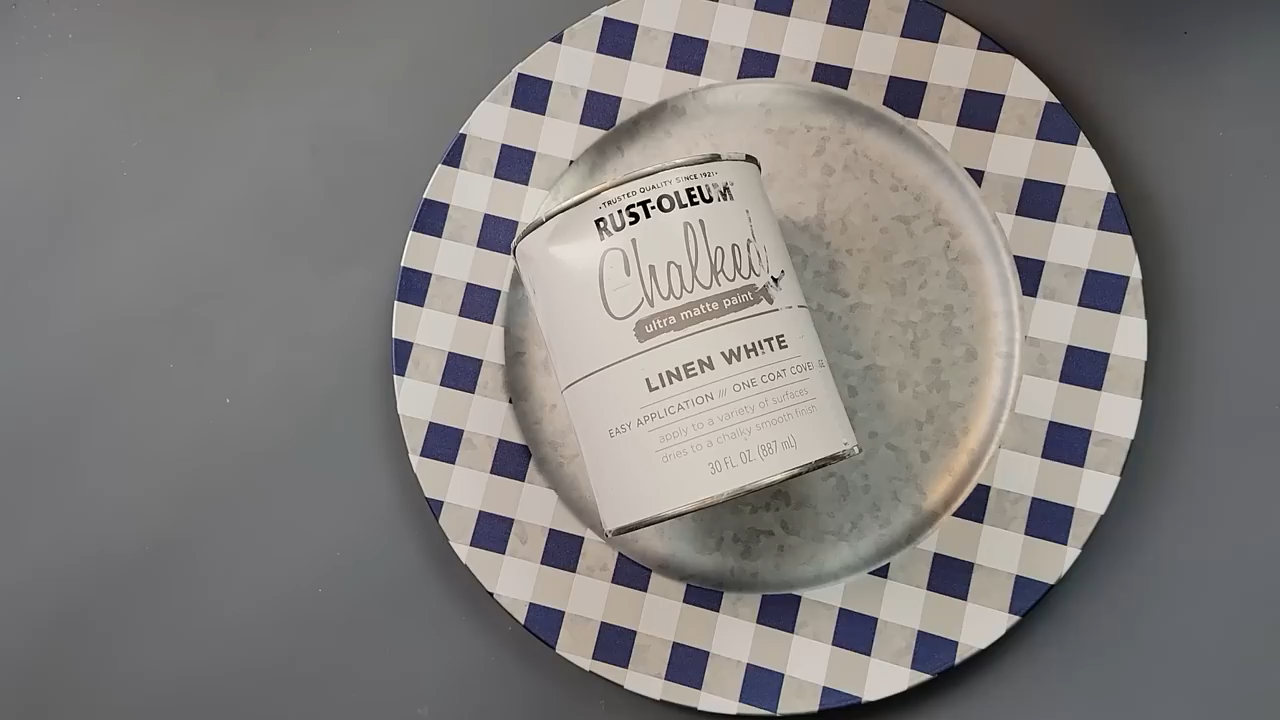 •TRUSTED QUALITY SINCE 1921•
RUST-OLEUM
Chalked
ultra matte paint
LINEN WHITE
EASY APPLICATION /// ONE COAT
apply to a variety of surfaces
dries to a chalky smooth finish
30 FL. OZ. (887 mL)